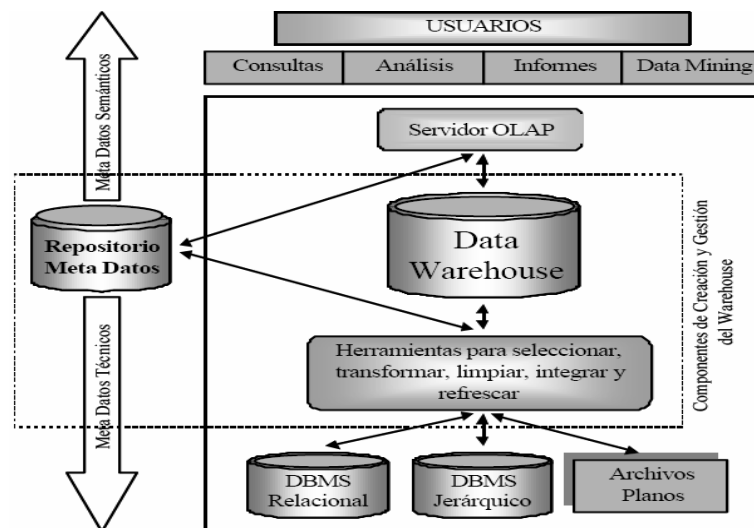 USUARIOS
Consultas
Análisis
Informes
Data Mining
Meta Datos Semánticos
Servidor OLAP
Repositorio
Meta Datos
Data
Warehouse
Componentes de Creación y Gestión
del Warehouse
Meta Datos Técnicos
Herramientas para seleccionar,
transformar, limpiar, integrar y
refrescar
DBMS
Relacional
DBMS
Jerárquico
Archivos
Planos